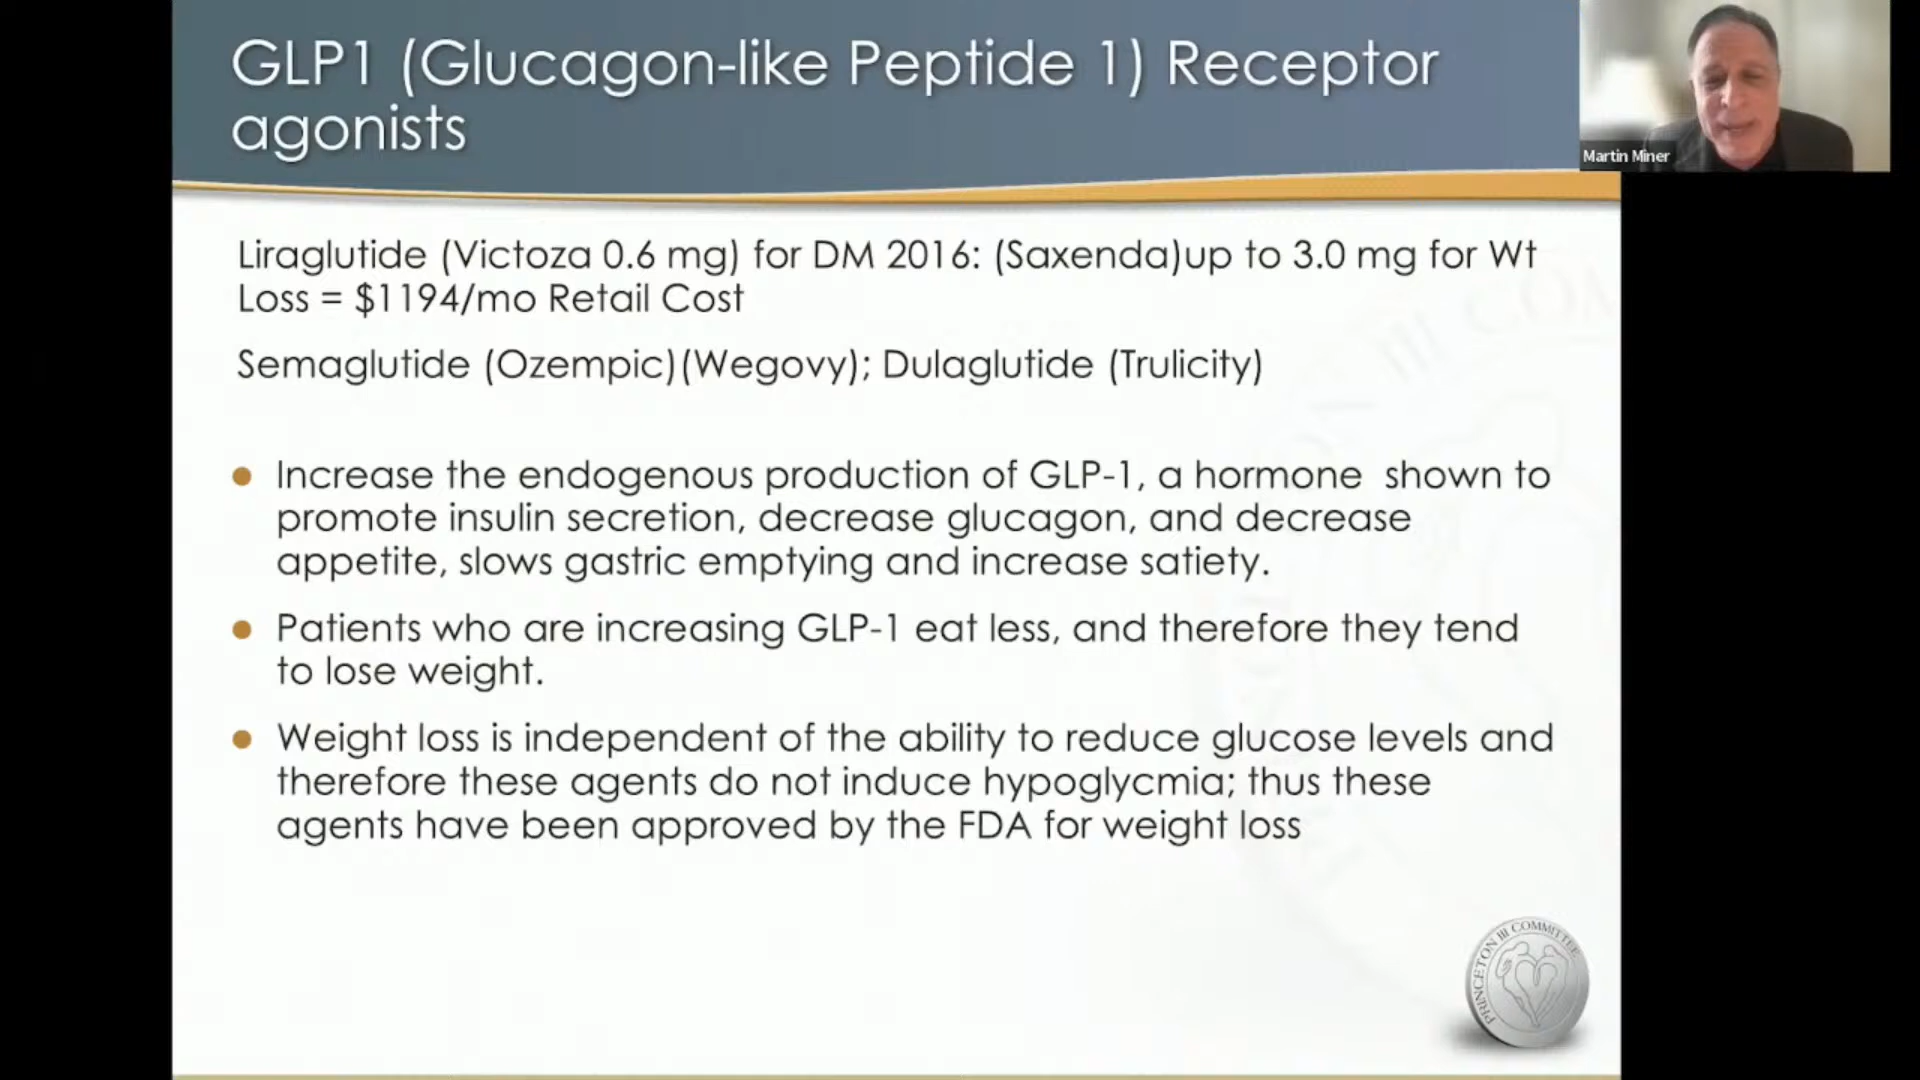 GLP1 (Glucagon-like Peptide 1) Receptor
agonists
Martin Miner
Liraglutide (Victoza 0.6 mg) for DM 2016: (Saxenda)up to 3.0 mg for Wt
Loss = $1194/mo Retail Cost
Semaglutide (Ozempic)(Wegovy); Dulaglutide (Trulicity)
Increase the endogenous production of GLP-1, a hormone  shown to
promote insulin secretion, decrease glucagon, and decrease
appetite, slows gastric emptying and increase satiety.
Patients who are increasing GLP-1 eat less, and therefore they tend
to lose weight.
Weight loss is independent of the ability to reduce glucose levels and
therefore these agents do not induce hypoglycmia; thus these
agents have been approved by the FDA for weight loss
PRINCETON III COMMITTEE